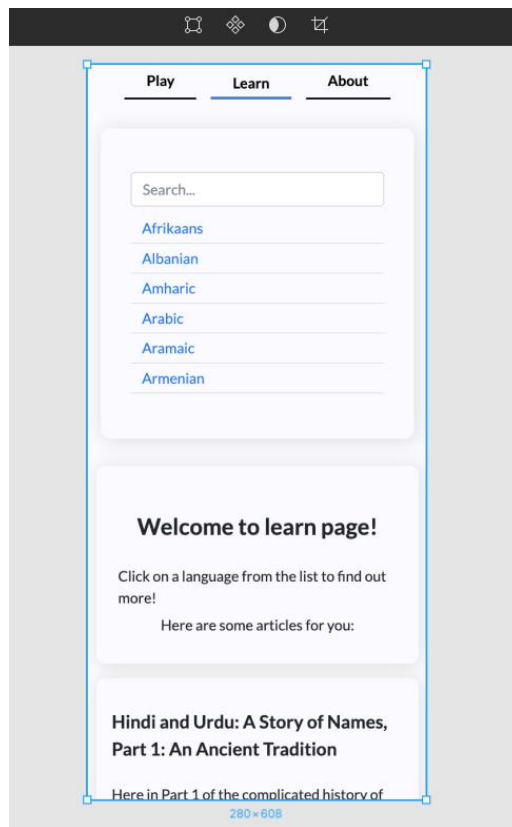 Play Learn About
Search...
Afrikaans
Albanian
Amharic
Arabic
Aramaic
Armenian
Welcome to learn page!
Click on a language from the list to find out
more!
Here are some articles for you:
Hindi and Urdu: A Story of Names,
Part 1: An Ancient Tradition
Here in Part 1 of the complicated history of
280 × 608